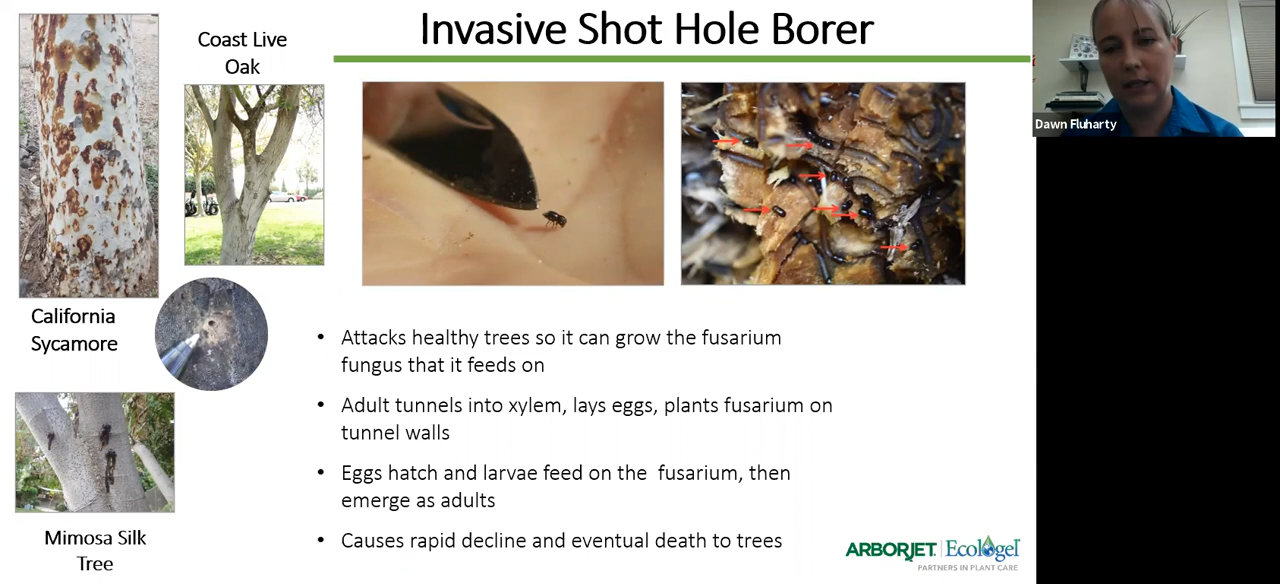 Invasive Shot Hole Borer
Coast Live
Oak
California
Sycamore
Mimosa Silk
Tree
• Attacks healthy trees so it can grow the fusarium
fungus that it feeds on
• Adult tunnels into xylem, lays eggs, plants fusarium on
tunnel walls
• Eggs hatch and larvae feed on the  fusarium, then
emerge as adults
• Causes rapid decline and eventual death to trees
ARBORJET | Ecologel
PARTNERS IN PLANT CARE
Dawn Fluharty